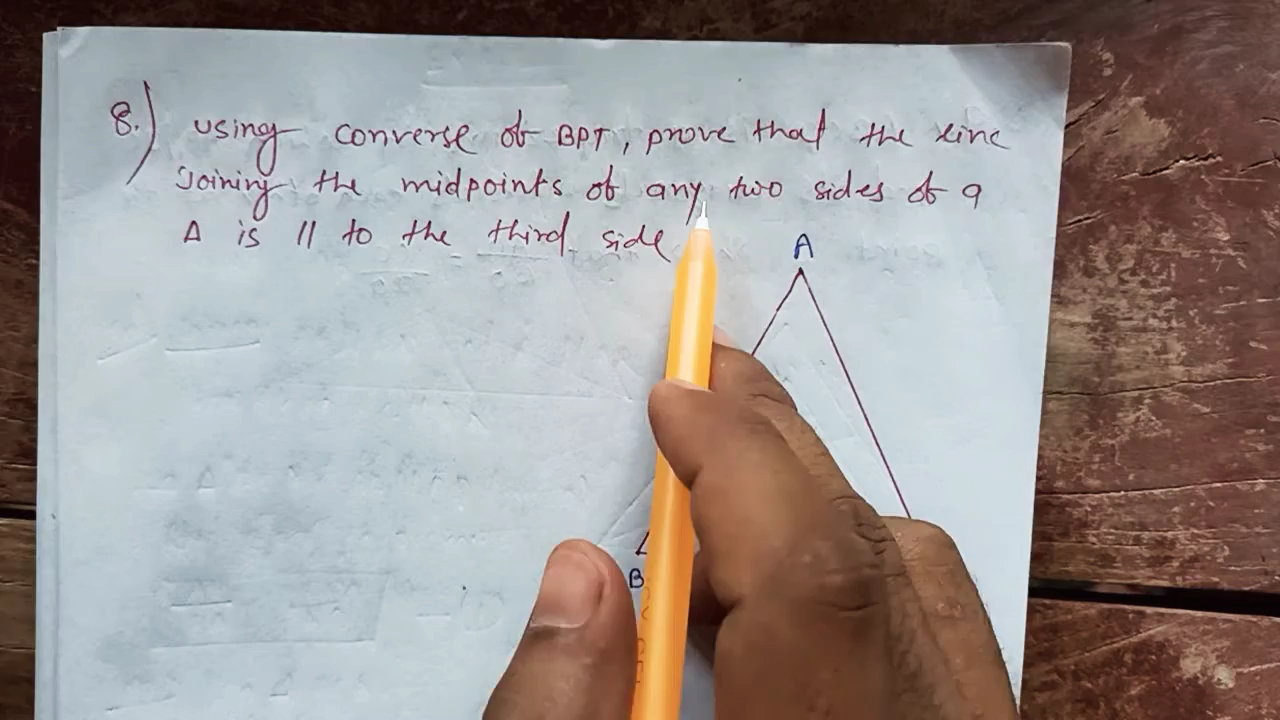 8.) using converse of BPT, prove that the line
Joining the midpoints of any two sides of a
Δ is || to the third side
A
B